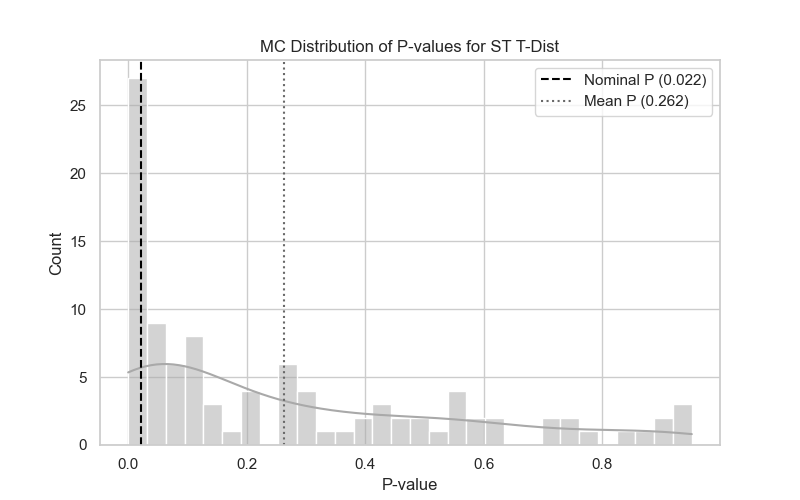 MC Distribution of P-values for ST T-Dist
Nominal P (0.022)
Mean P (0.262)
Count
25
20
15
10
5
0
0.0 0.2 0.4 0.6 0.8
P-value